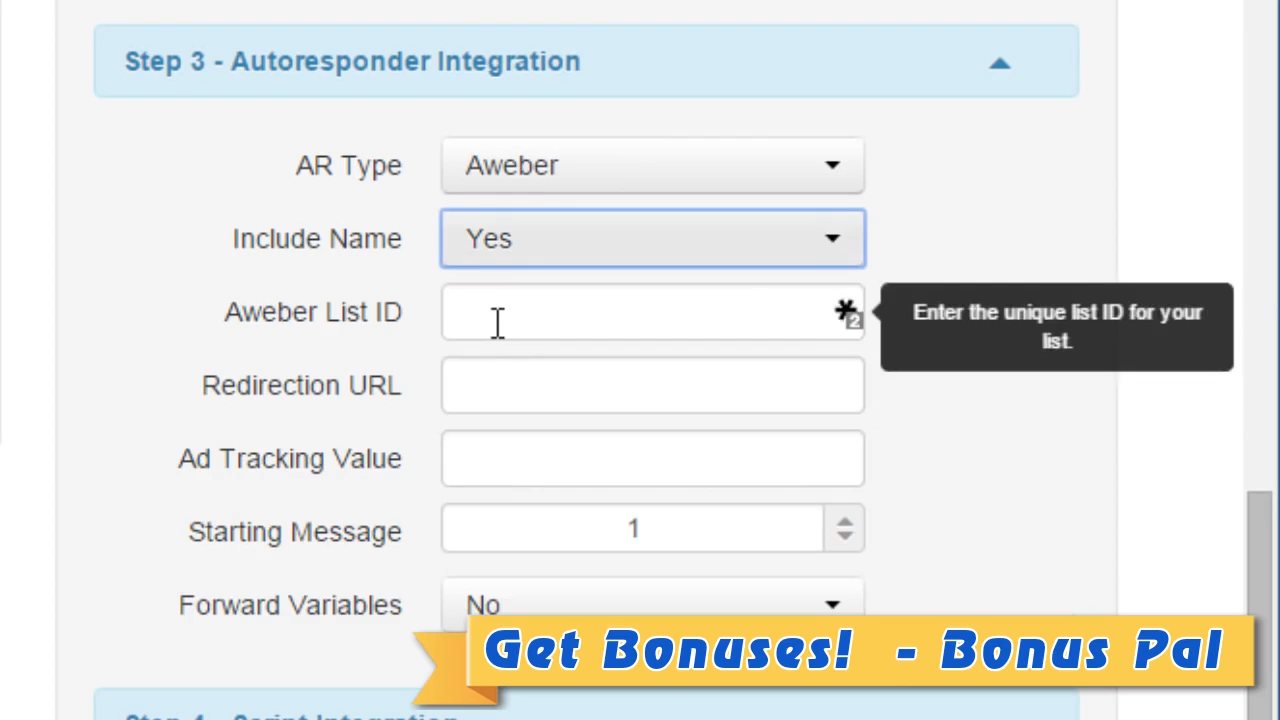 Step 3 - Autoresponder Integration
AR Type
Aweber
Include Name
Yes
Aweber List ID
2
Enter the unique list ID for your
list.
Redirection URL
Ad Tracking Value
Starting Message
1
Forward Variables
No
Get Bonuses! - Bonus Pal
Step 4 - Script Integration